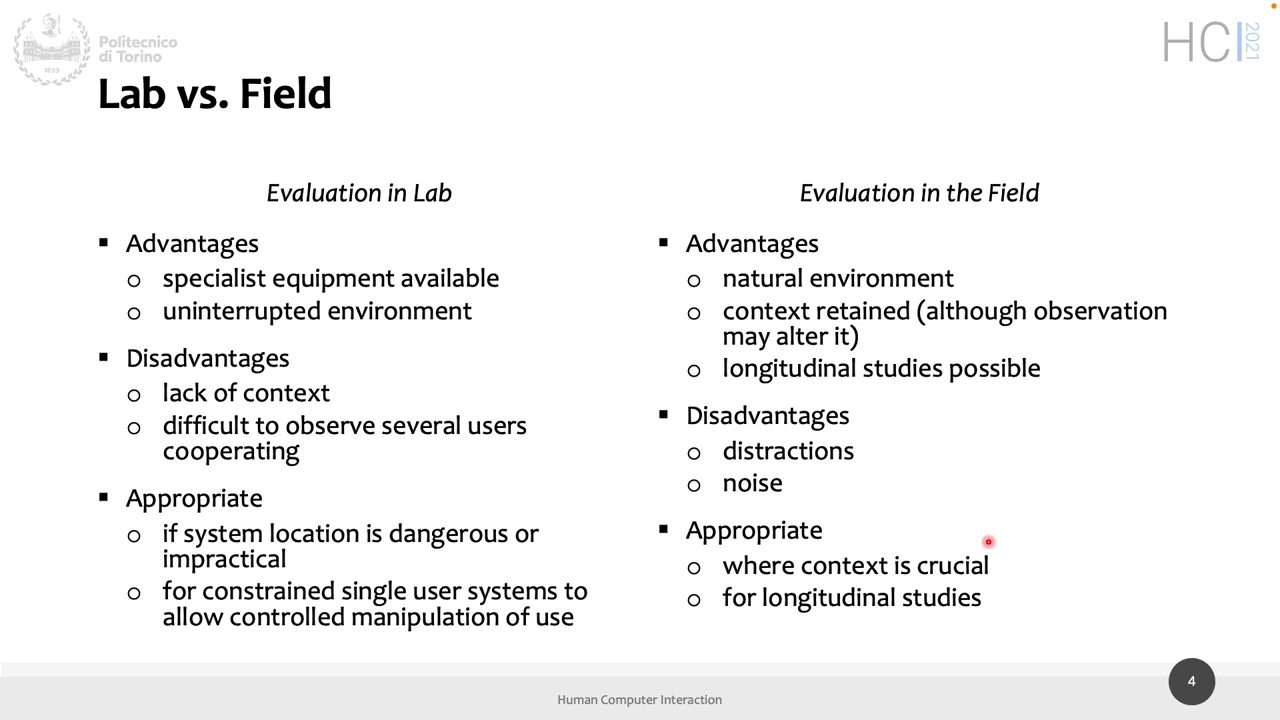 Politecnico
di Torino
1859
HCI
2021
Lab vs. Field
Evaluation in Lab
▪ Advantages
o specialist equipment available
o uninterrupted environment
▪ Disadvantages
o lack of context
o difficult to observe several users
cooperating
▪ Appropriate
o if system location is dangerous or
impractical
o for constrained single user systems to
allow controlled manipulation of use
Evaluation in the Field
▪ Advantages
o natural environment
o context retained (although observation
may alter it)
o longitudinal studies possible
▪ Disadvantages
o distractions
o noise
▪ Appropriate
o where context is crucial
o for longitudinal studies
Human Computer Interaction
4